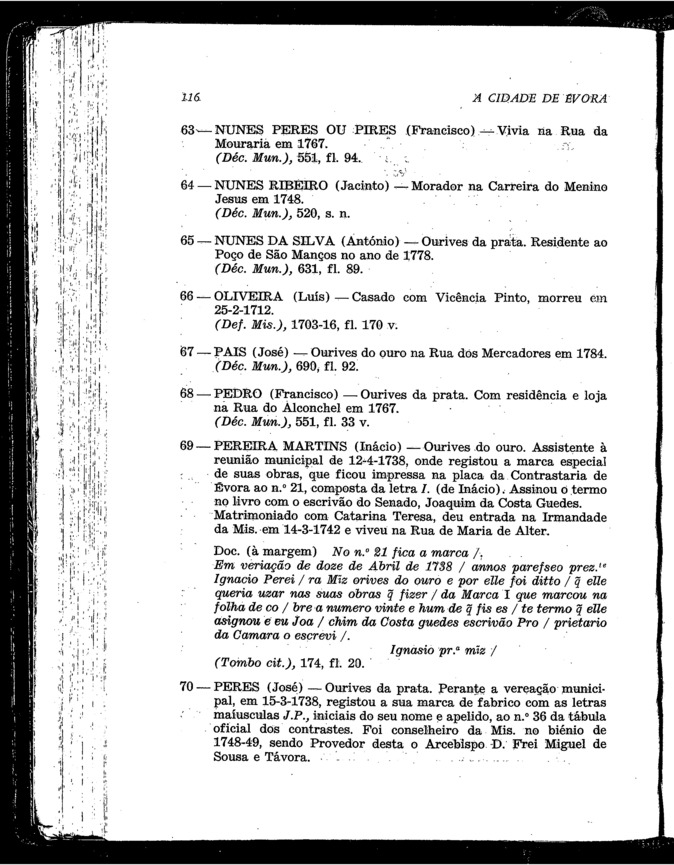 116
A CIDADE DE ÉVORA
63 — NUNES PERES OU PIRES (Francisco) — Vivia na Rua da
Mouraria em 1767.
(Déc. Mun.), 551, fl. 94.
64 — NUNES RIBEIRO (Jacinto) — Morador na Carreira do Menino
Jesus em 1748.
(Déc. Mun.), 520, s. n.
65 — NUNES DA SILVA (António) — Ourives da prata. Residente ao
Poço de São Manços no ano de 1778.
(Déc. Mun.), 631, fl. 89.
66 — OLIVEIRA (Luís) — Casado com Vicência Pinto, morreu em
25-2-1712.
(Def. Mis.), 1703-16, fl. 170 v.
67 — PAIS (José) — Ourives do ouro na Rua dos Mercadores em 1784.
(Déc. Mun.), 690, fl. 92.
68 — PEDRO (Francisco) — Ourives da prata. Com residência e loja
na Rua do Alconchel em 1767.
(Déc. Mun.), 551, fl. 33 v.
69 — PEREIRA MARTINS (Inácio) — Ourives do ouro. Assistente à
reunião municipal de 12-4-1738, onde registou a marca especial
de suas obras, que ficou impressa na placa da Contrastaria de
Évora ao n.º 21, composta da letra I. (de Inácio). Assinou o termo
no livro com o escrivão do Senado, Joaquim da Costa Guedes.
Matrimoniado com Catarina Teresa, deu entrada na Irmandade
da Mis. em 14-3-1742 e viveu na Rua de Maria de Alter.
Doc. (à margem) No n.º 21 fica a marca /.
Em veriação de doze de Abril de 1738 / annos parefseo prez.te
Ignacio Perei / ra Miz orives do ouro e por elle foi ditto / q̃ elle
queria uzar nas suas obras q̃ fizer / da Marca I que marcou na
folha de co / bre a numero vinte e hum de q̃ fis es / te termo q̃ elle
asignou e eu Joa / chim da Costa guedes escrivão Pro / prietario
da Camara o escrevi /.
Ignasio pr.ª miz /
(Tombo cit.), 174, fl. 20.
70 — PERES (José) — Ourives da prata. Perante a vereação munici-
pal, em 15-3-1738, registou a sua marca de fabrico com as letras
maíusculas J.P., iniciais do seu nome e apelido, ao n.º 36 da tábula
oficial dos contrastes. Foi conselheiro da Mis. no biénio de
1748-49, sendo Provedor desta o Arcebispo D. Frei Miguel de
Sousa e Távora.